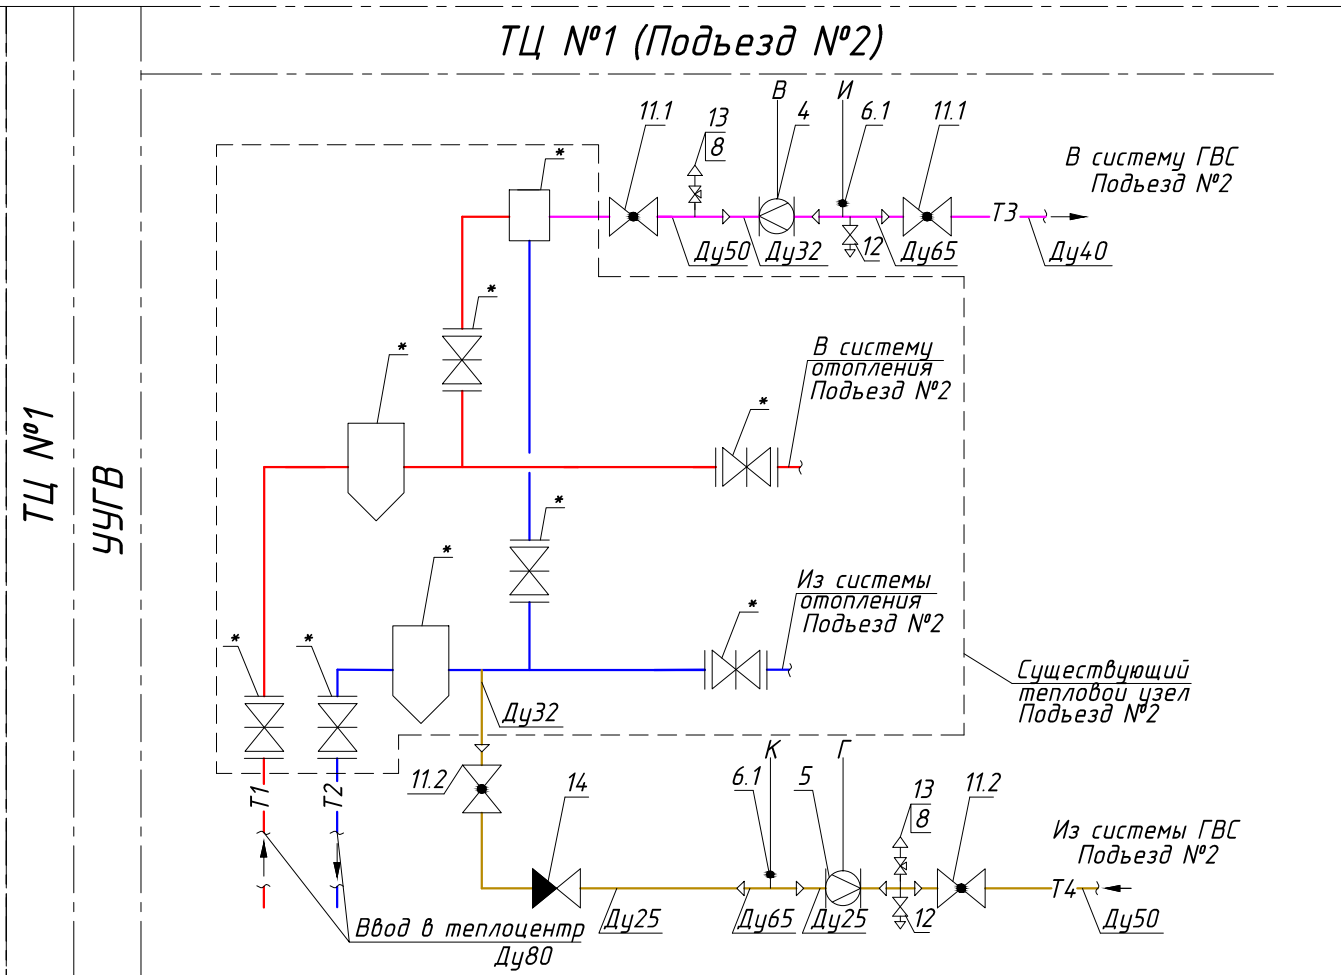 ТЦ №1 (Подъезд №2)
ТЦ №1
УУГВ
В
И
11.1
13
8
4
6.1
11.1
В систему ГВС
Подъезд №2
*
Т3
Ду50
Ду32
12
Ду65
Ду40
*
*
В систему
отопления
Подъезд №2
*
*
*
Из системы
отопления
Подъезд №2
*
*
*
Существующий
тепловой узел
Подъезд №2
Ду32
К
Г
11.2
14
6.1
5
13
8
11.2
Т1
Т2
Из системы ГВС
Подъезд №2
Т4
Ввод в теплоцентр
Ду80
Ду25
Ду65
Ду25
12
Ду50